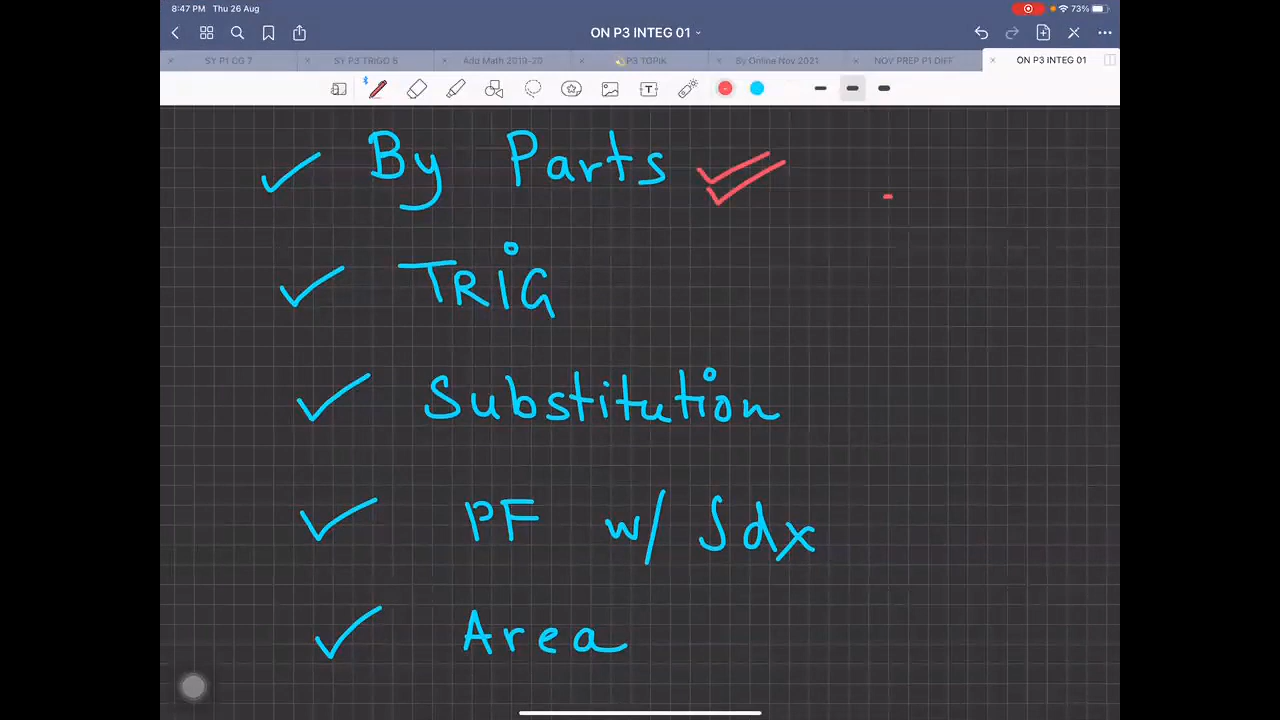 8:47 PM Thu 26 Aug 73%
ON P3 INTEG 01
SY P1 CG 7 SY P3 TRIGO 8 Add Math 2019-20 P3 TOPIK By Online Nov 2021 NOV PREP P1 DIFF ON P3 INTEG 01
By Parts
TRIG
Substitution
PF w/ ∫dx
Area